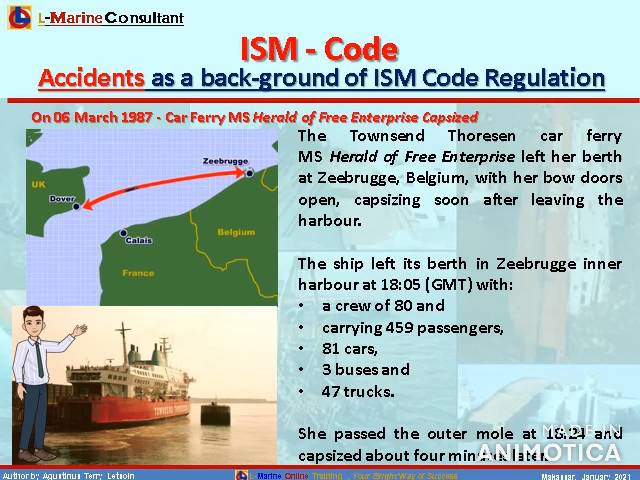 L-Marine Consultant
ISM - Code
Accidents as a back-ground of ISM Code Regulation
On 06 March 1987 - Car Ferry MS Herald of Free Enterprise Capsized
The Townsend Thoresen car ferry
MS Herald of Free Enterprise left her berth
at Zeebrugge, Belgium, with her bow doors
open, capsizing soon after leaving the
harbour.
Zeebrugge
UK
Dover
Calais
Belgium
France
The ship left its berth in Zeebrugge inner
harbour at 18:05 (GMT) with:
• a crew of 80 and
• carrying 459 passengers,
• 81 cars,
• 3 buses and
• 47 trucks.
TOWNSEND THORESEN
She passed the outer mole at 18:24 and
capsized about four minutes later.
MADE IN
ANIMOTICA
Author by Agustinus Terry Letsoin
L-Marine Online Training - Your Bright Way of Success
Makassar, January 2021